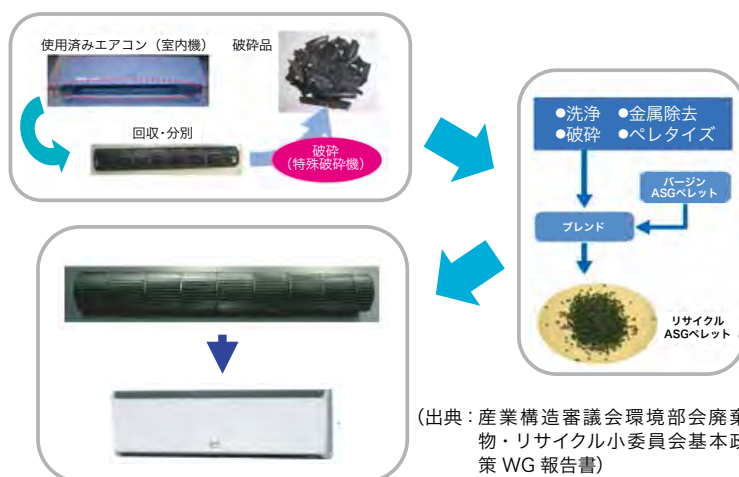 使用済みエアコン（室内機）
破砕品
回収・分別
破砕
（特殊破砕機）
●洗浄 ●金属除去
●破砕 ●ペレタイズ
バージン
ASGペレット
ブレンド
リサイクル
ASGペレット
（出典：産業構造審議会環境部会廃棄
物・リサイクル小委員会基本政
策 WG 報告書）